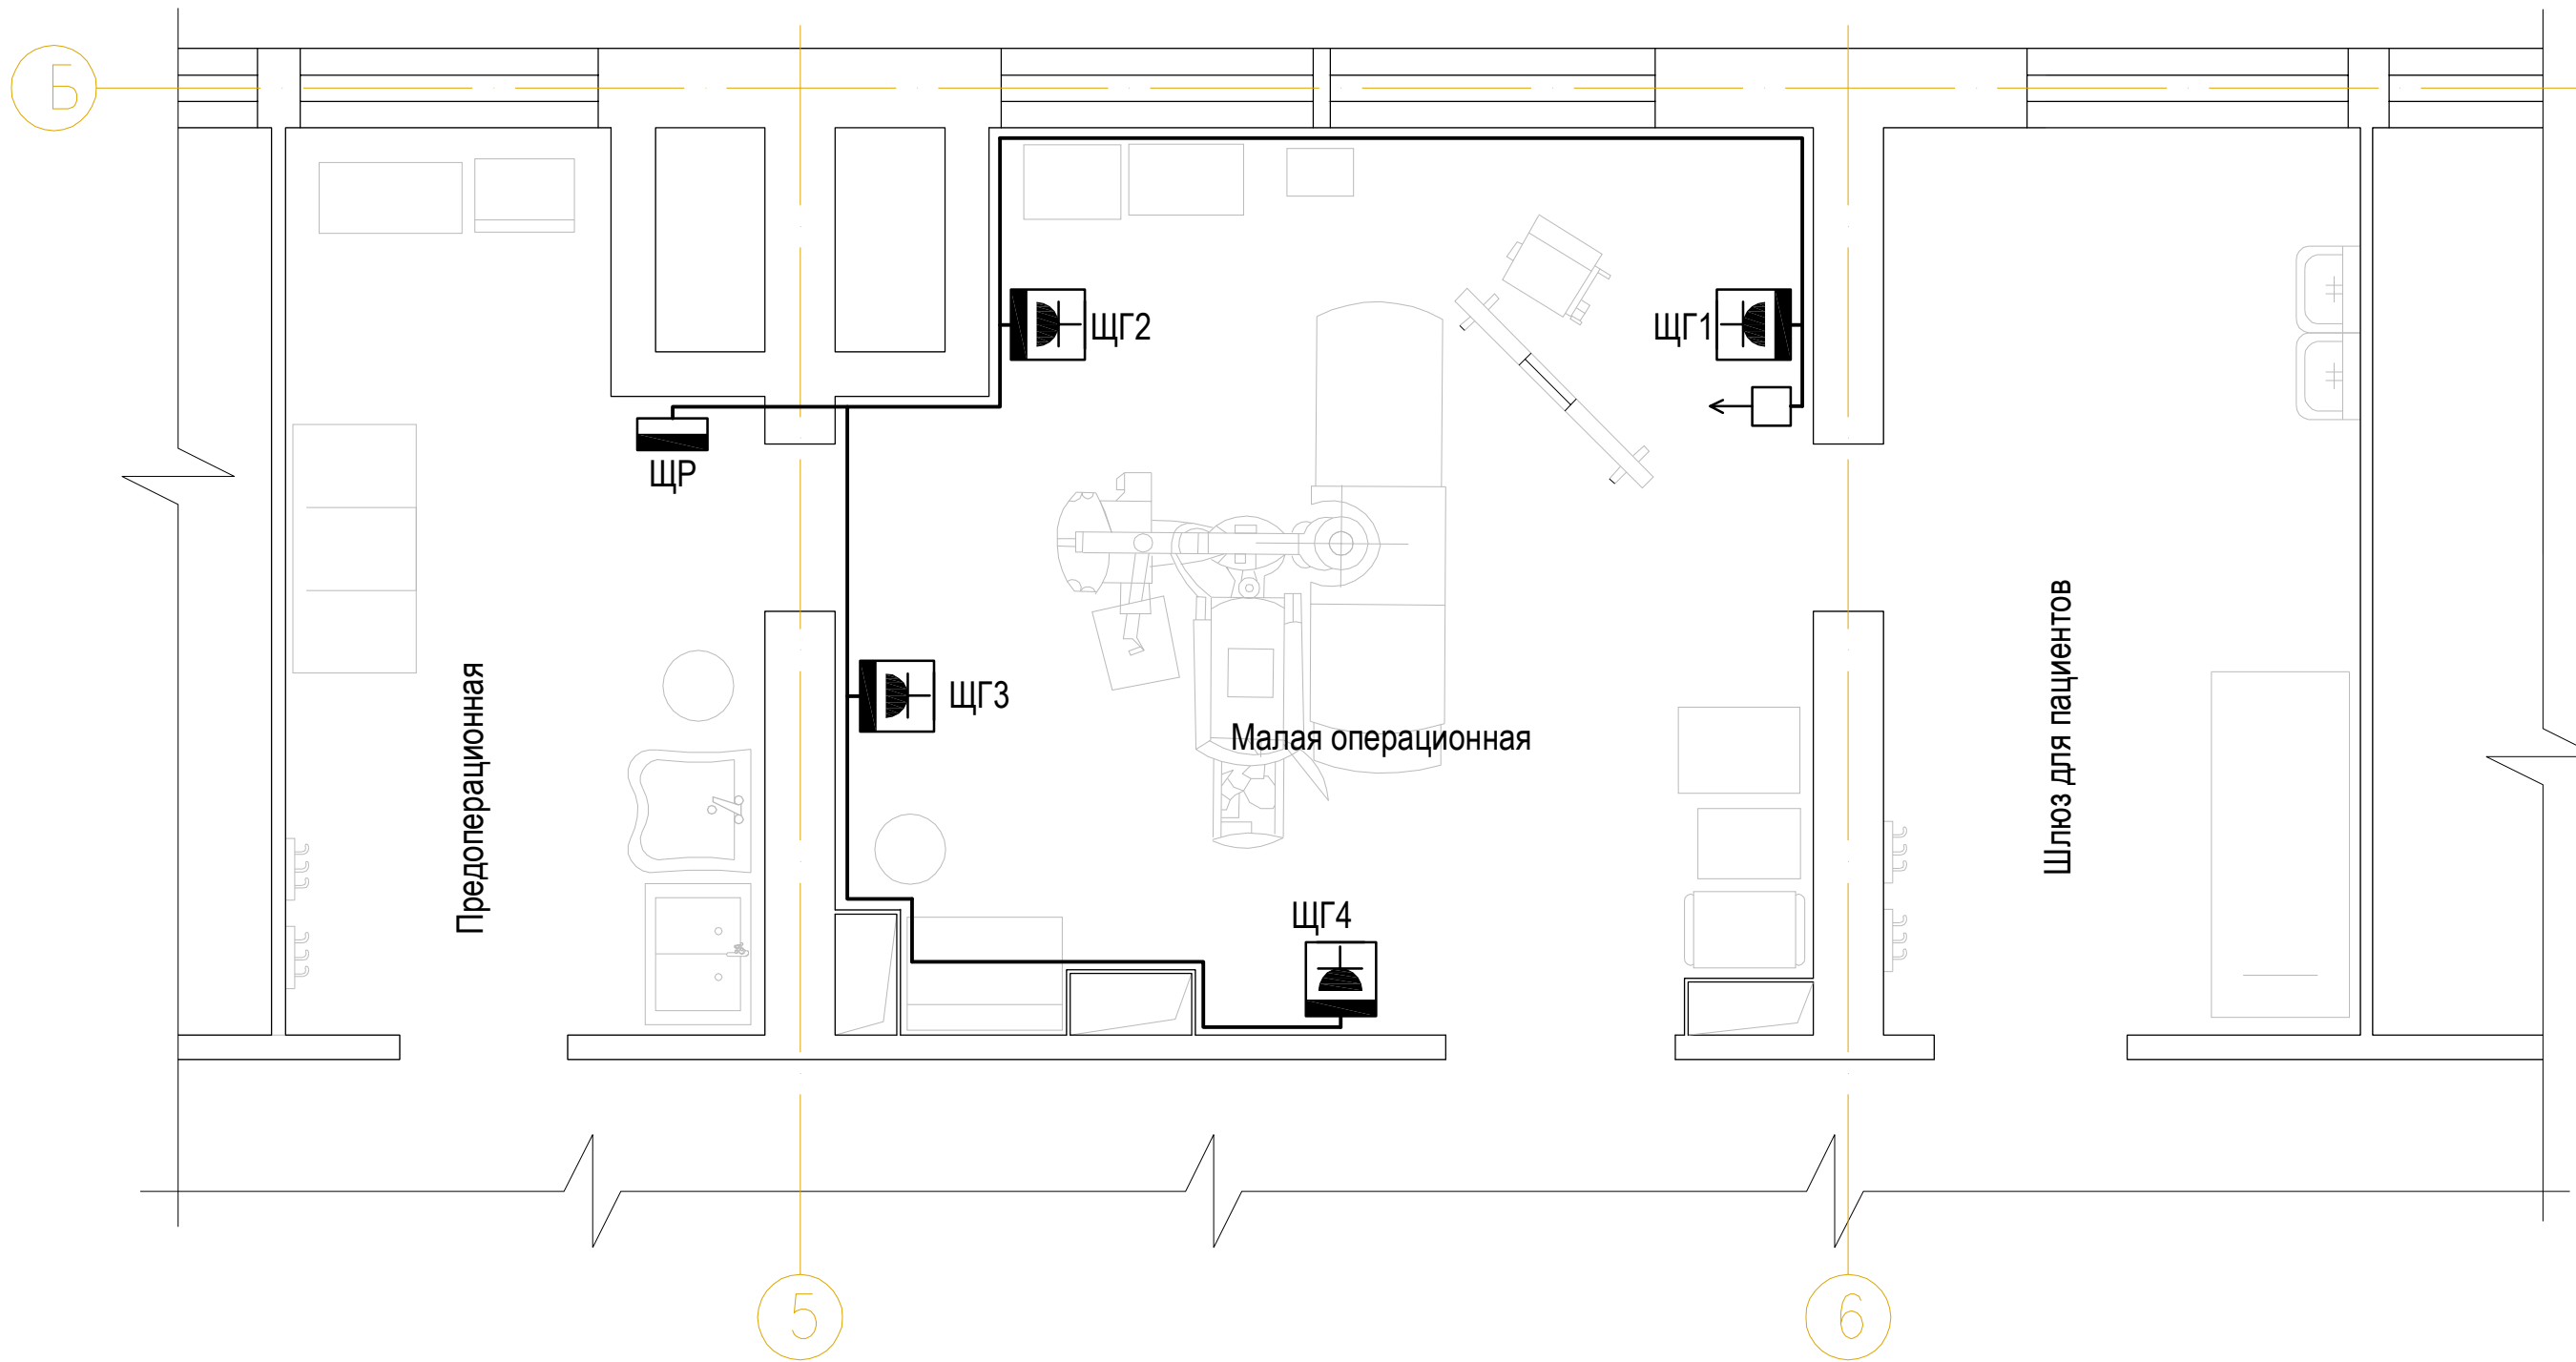 Б
ЩГ2
ЩГ1
ЩР
ЩГ3
Предоперационная
Малая операционная
Шлюз для пациентов
ЩГ4
5
6